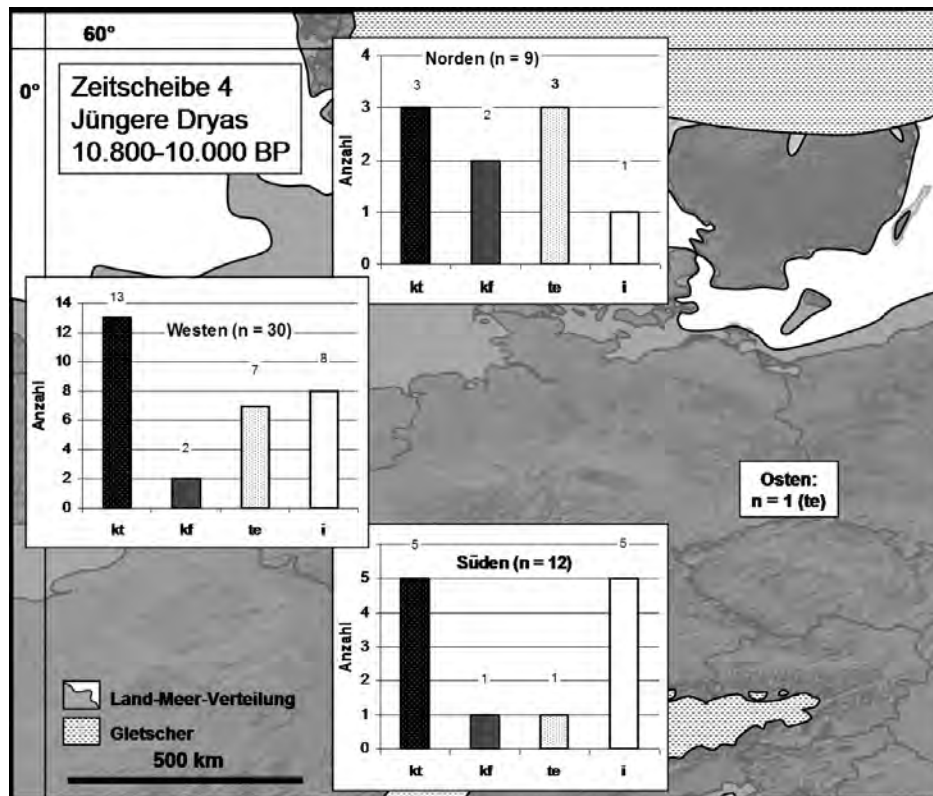 60°
0°
Zeitscheibe 4
Jüngere Dryas
10.800-10.000 BP
Norden (n = 9)
Anzahl
4
3
2
1
0
3
2
3
1
kt kf te i
Westen (n = 30)
Anzahl
14
12
10
8
6
4
2
0
13
2
7
8
kt kf te i
Osten:
n = 1 (te)
Süden (n = 12)
Anzahl
5
4
3
2
1
0
5
1
1
5
kt kf te i
Land-Meer-Verteilung
Gletscher
500 km